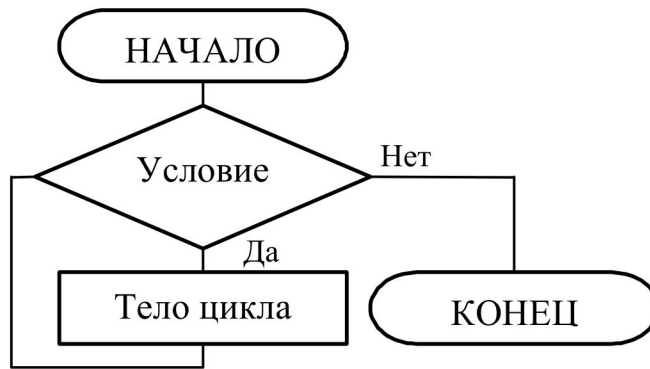 НАЧАЛО
Условие
Нет
Да
Тело цикла
КОНЕЦ